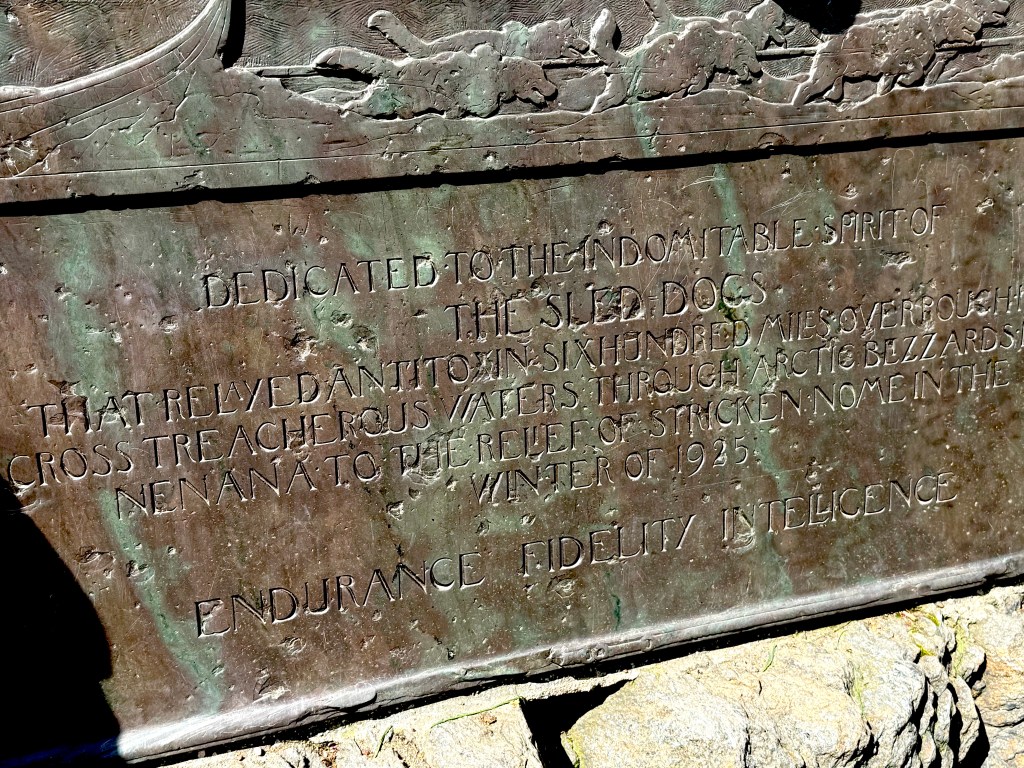 DEDICATED TO THE INDOMITABLE SPIRIT OF
THE SLED DOGS
THAT RELAYED ANTITOXIN SIX HUNDRED MILES OVER ROUGH
CROSS TREACHEROUS WATERS THROUGH ARCTIC BLIZZARDS
NENANA TO THE RELIEF OF STRICKEN NOME IN THE
WINTER OF 1925
ENDURANCE FIDELITY INTELLIGENCE